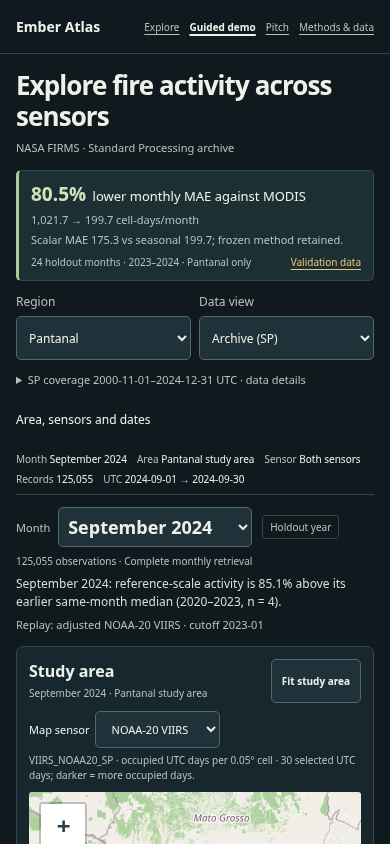 Ember Atlas
Explore Guided demo Pitch Methods & data
Explore fire activity across
sensors
NASA FIRMS · Standard Processing archive
80.5% lower monthly MAE against MODIS
1,021.7 → 199.7 cell-days/month
Scalar MAE 175.3 vs seasonal 199.7; frozen method retained.
24 holdout months · 2023–2024 · Pantanal only Validation data
Region Data view
Pantanal Archive (SP)
▶ SP coverage 2000-11-01–2024-12-31 UTC · data details
Area, sensors and dates
Month September 2024 Area Pantanal study area Sensor Both sensors
Records 125,055 UTC 2024-09-01 → 2024-09-30
Month September 2024 Holdout year
125,055 observations · Complete monthly retrieval
September 2024: reference-scale activity is 85.1% above its
earlier same-month median (2020–2023, n = 4).
Replay: adjusted NOAA-20 VIIRS · cutoff 2023-01
Study area
September 2024 · Pantanal study area
Fit study area
Map sensor NOAA-20 VIIRS
VIIRS_NOAA20_SP · occupied UTC days per 0.05° cell · 30 selected UTC
days; darker = more occupied days.
+
Mato Grosso